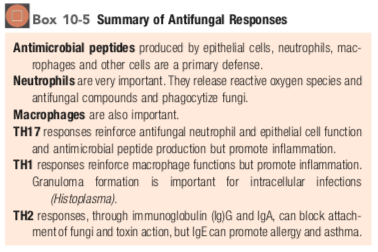 Box 10-5 Summary of Antifungal Responses
Antimicrobial peptides produced by epithelial cells, neutrophils, mac-
rophages and other cells are a primary defense.
Neutrophils are very important. They release reactive oxygen species and
antifungal compounds and phagocytize fungi.
Macrophages are also important.
TH17 responses reinforce antifungal neutrophil and epithelial cell function
and antimicrobial peptide production but promote inflammation.
TH1 responses reinforce macrophage functions but promote inflammation.
Granuloma formation is important for intracellular infections
(Histoplasma).
TH2 responses, through immunoglobulin (Ig)G and IgA, can block attach-
ment of fungi and toxin action, but IgE can promote allergy and asthma.